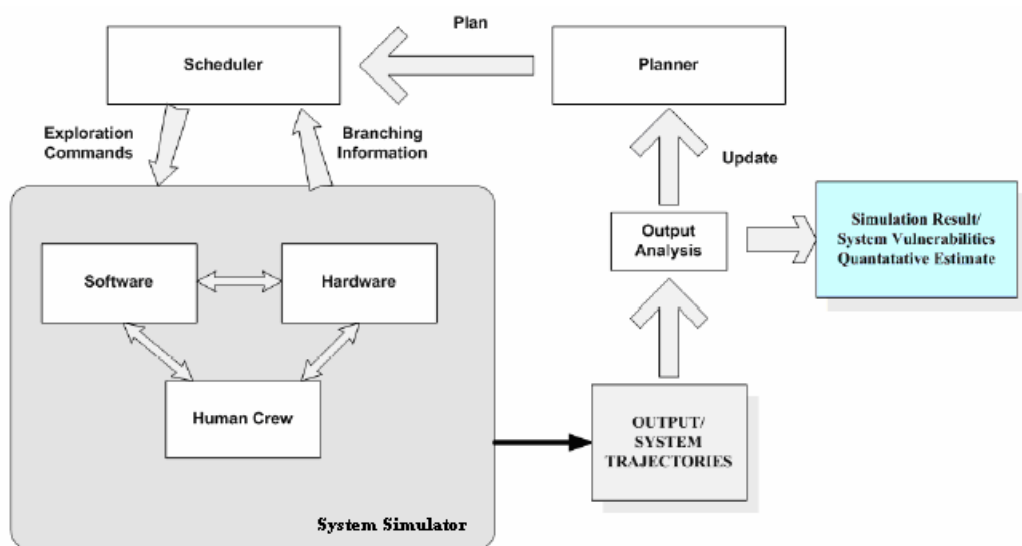 Plan
Scheduler
Planner
Exploration
Commands
Branching
Information
Update
Output
Analysis
Simulation Result/
System Vulnerabilities
Quantatative Estimate
Software
Hardware
Human Crew
OUTPUT/
SYSTEM
TRAJECTORIES
System Simulator